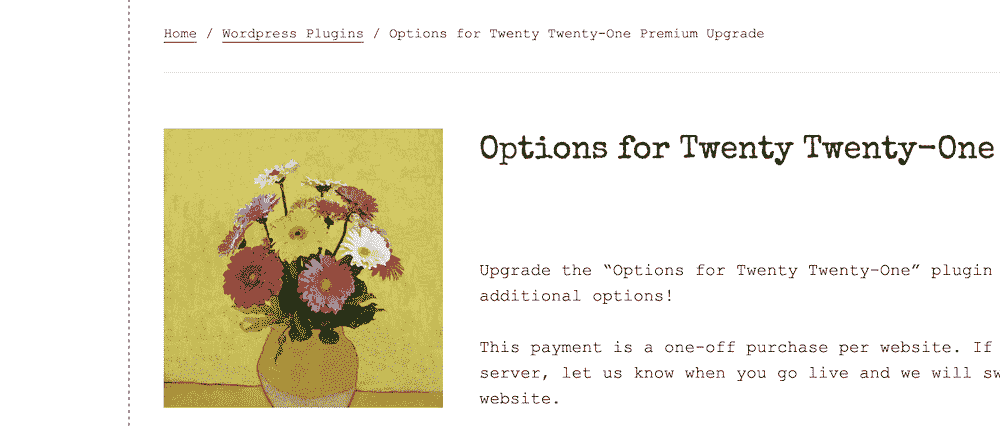 Home / Wordpress Plugins / Options for Twenty Twenty-One Premium Upgrade
Options for Twenty Twenty-One
Upgrade the “Options for Twenty Twenty-One” plugin
additional options!
This payment is a one-off purchase per website. If
server, let us know when you go live and we will
website.